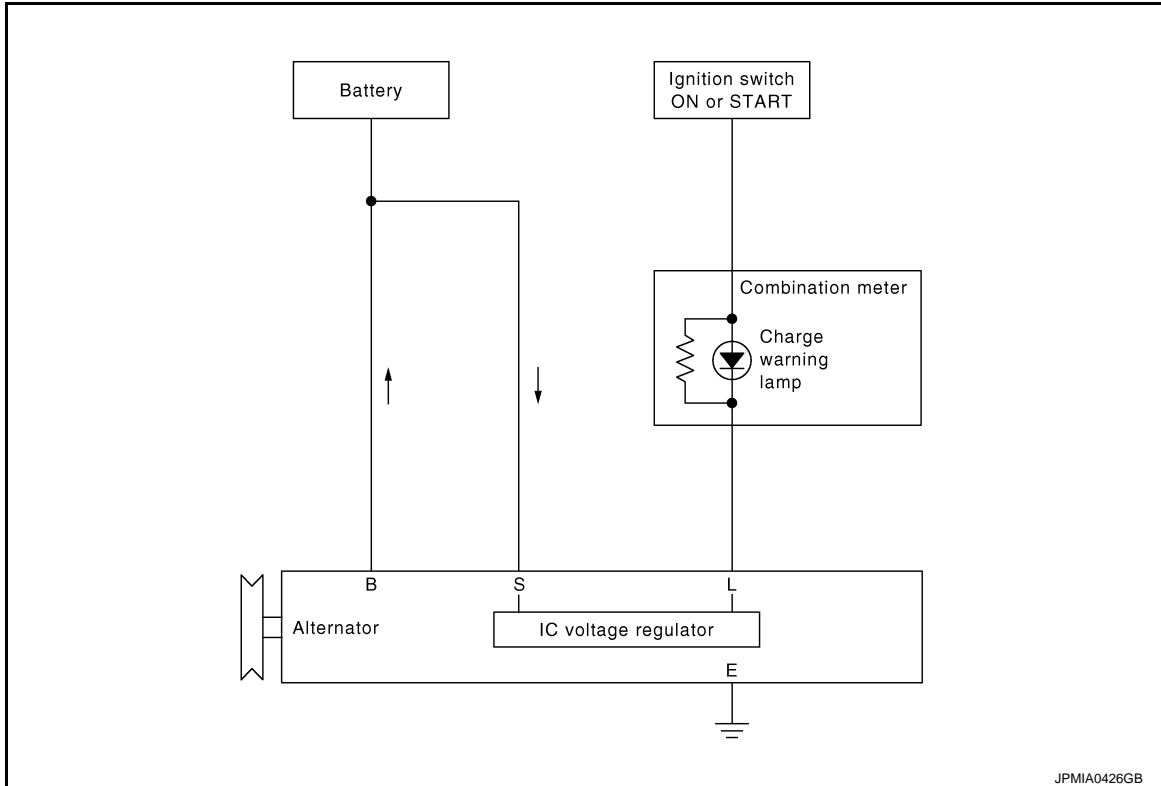 Battery
Ignition switch
ON or START
Combination meter
Charge
warning
lamp
B
S
L
Alternator
IC voltage regulator
E
JPMIA0426GB